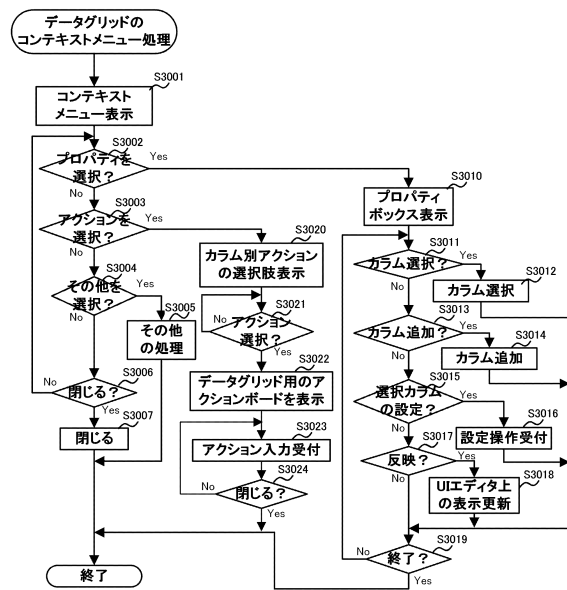 データグリッドの
コンテキストメニュー処理
S3001
コンテキスト
メニュー表示
S3002
プロパティを
選択？
Yes
No
S3003
アクションを
選択？
Yes
No
S3004
その他を
選択？
Yes
No
S3005
その他
の処理
S3006
閉じる？
No
Yes
S3007
閉じる
終了
S3020
カラム別アクション
の選択肢表示
S3021
アクション
選択？
No
Yes
S3022
データグリッド用のア
クションボードを表示
S3023
アクション入力受付
S3024
閉じる？
No
Yes
S3010
プロパティ
ボックス表示
S3011
カラム選択？
Yes
No
S3012
カラム選択
S3013
カラム追加？
Yes
No
S3014
カラム追加
S3015
選択カラム
の設定？
Yes
No
S3016
設定操作受付
S3017
反映？
Yes
No
S3018
UIエディタ上
の表示更新
S3019
終了？
No
Yes